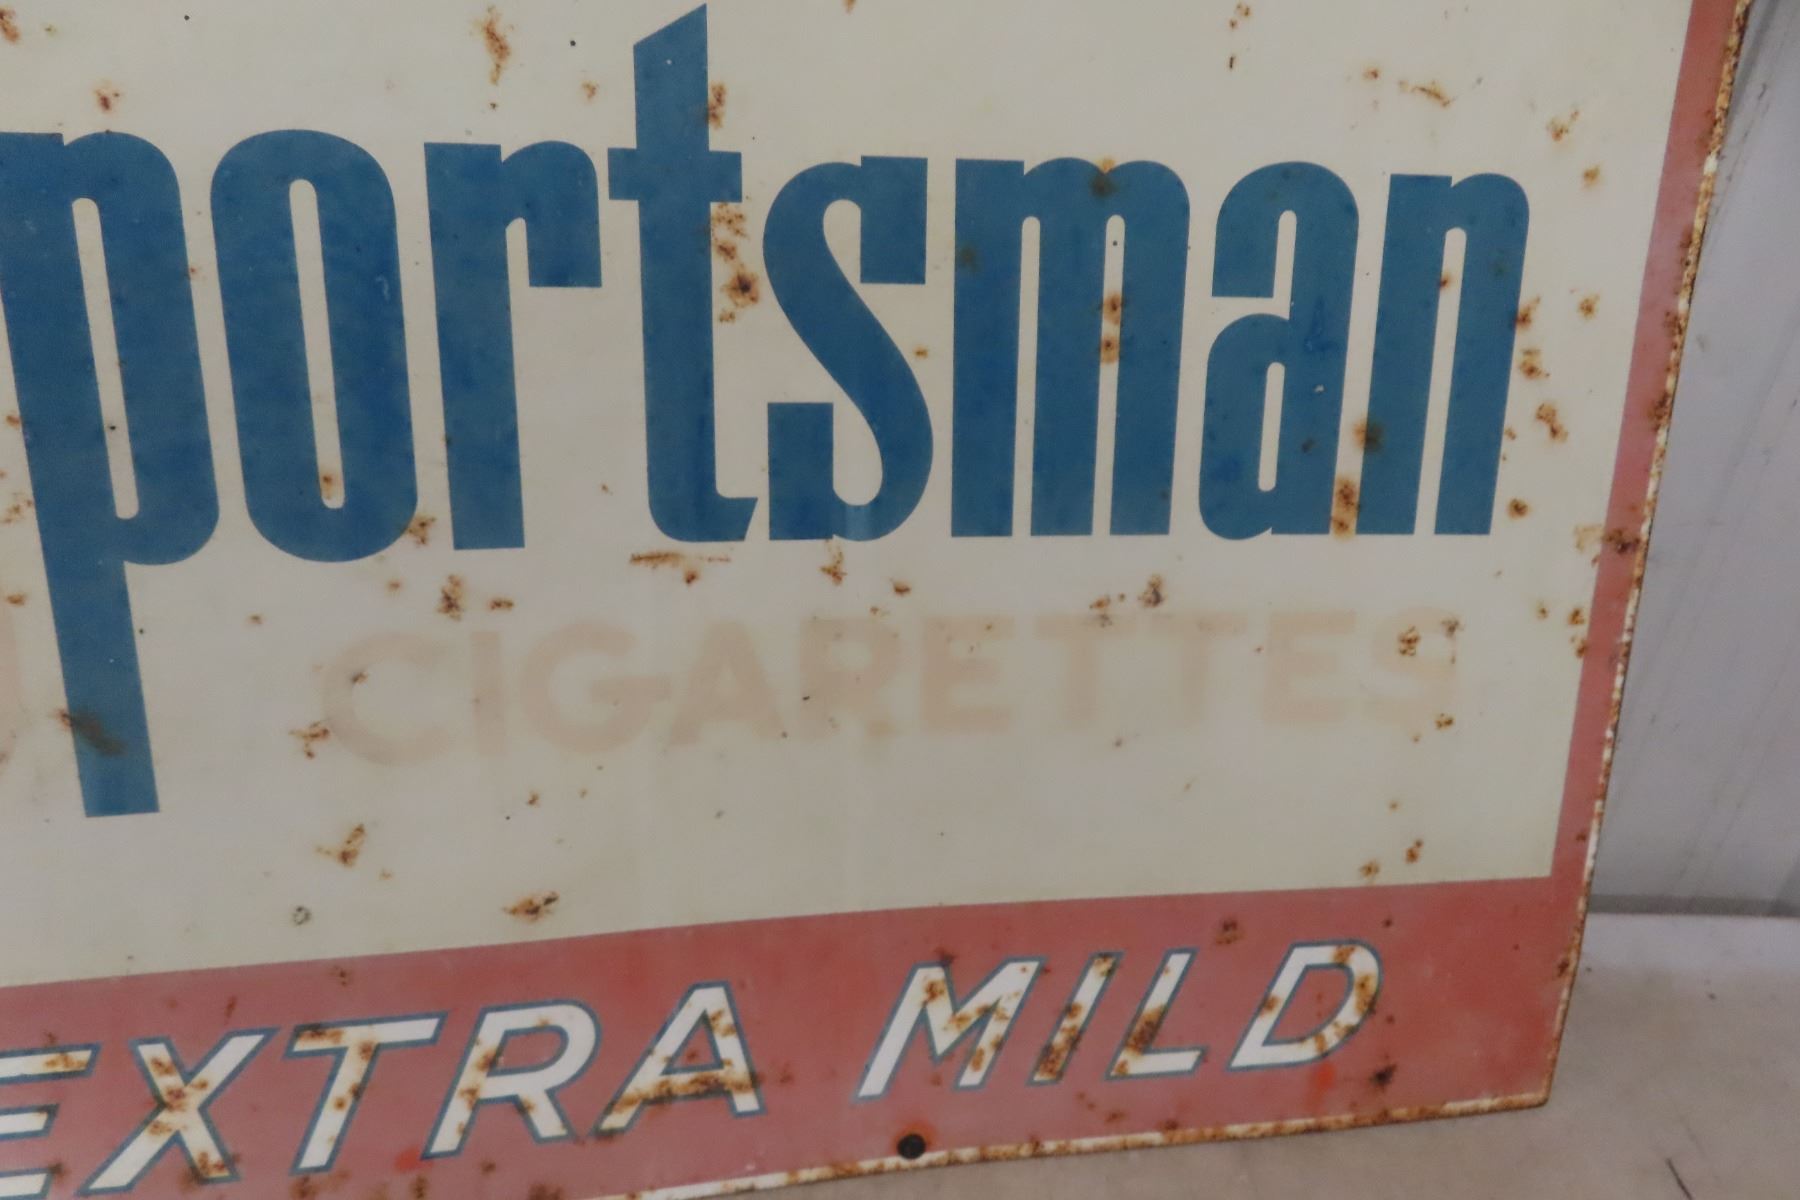 portsman
CIGARETTES
EXTRA MILD